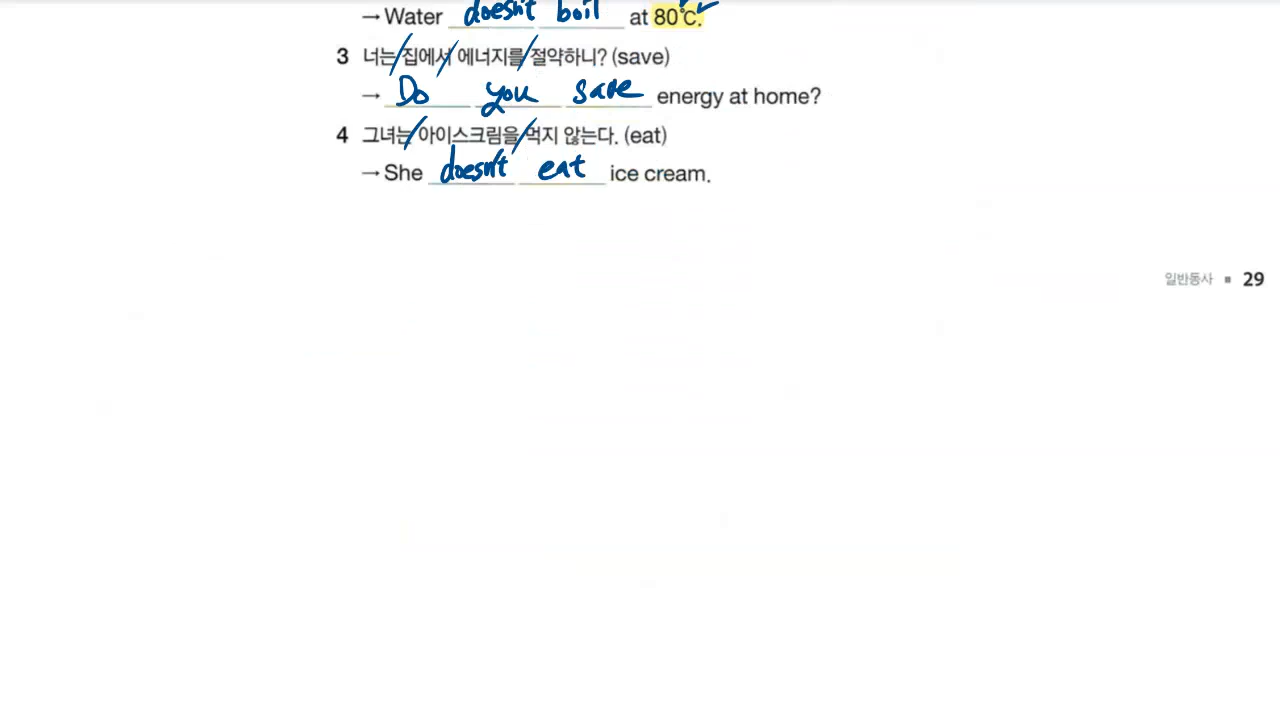 → Water doesn't boil at 80℃.
3 너는 집에서 에너지를 절약하니? (save)
→ Do you save energy at home?
4 그녀는 아이스크림을 먹지 않는다. (eat)
→ She doesn't eat ice cream.
일반동사 ■ 29